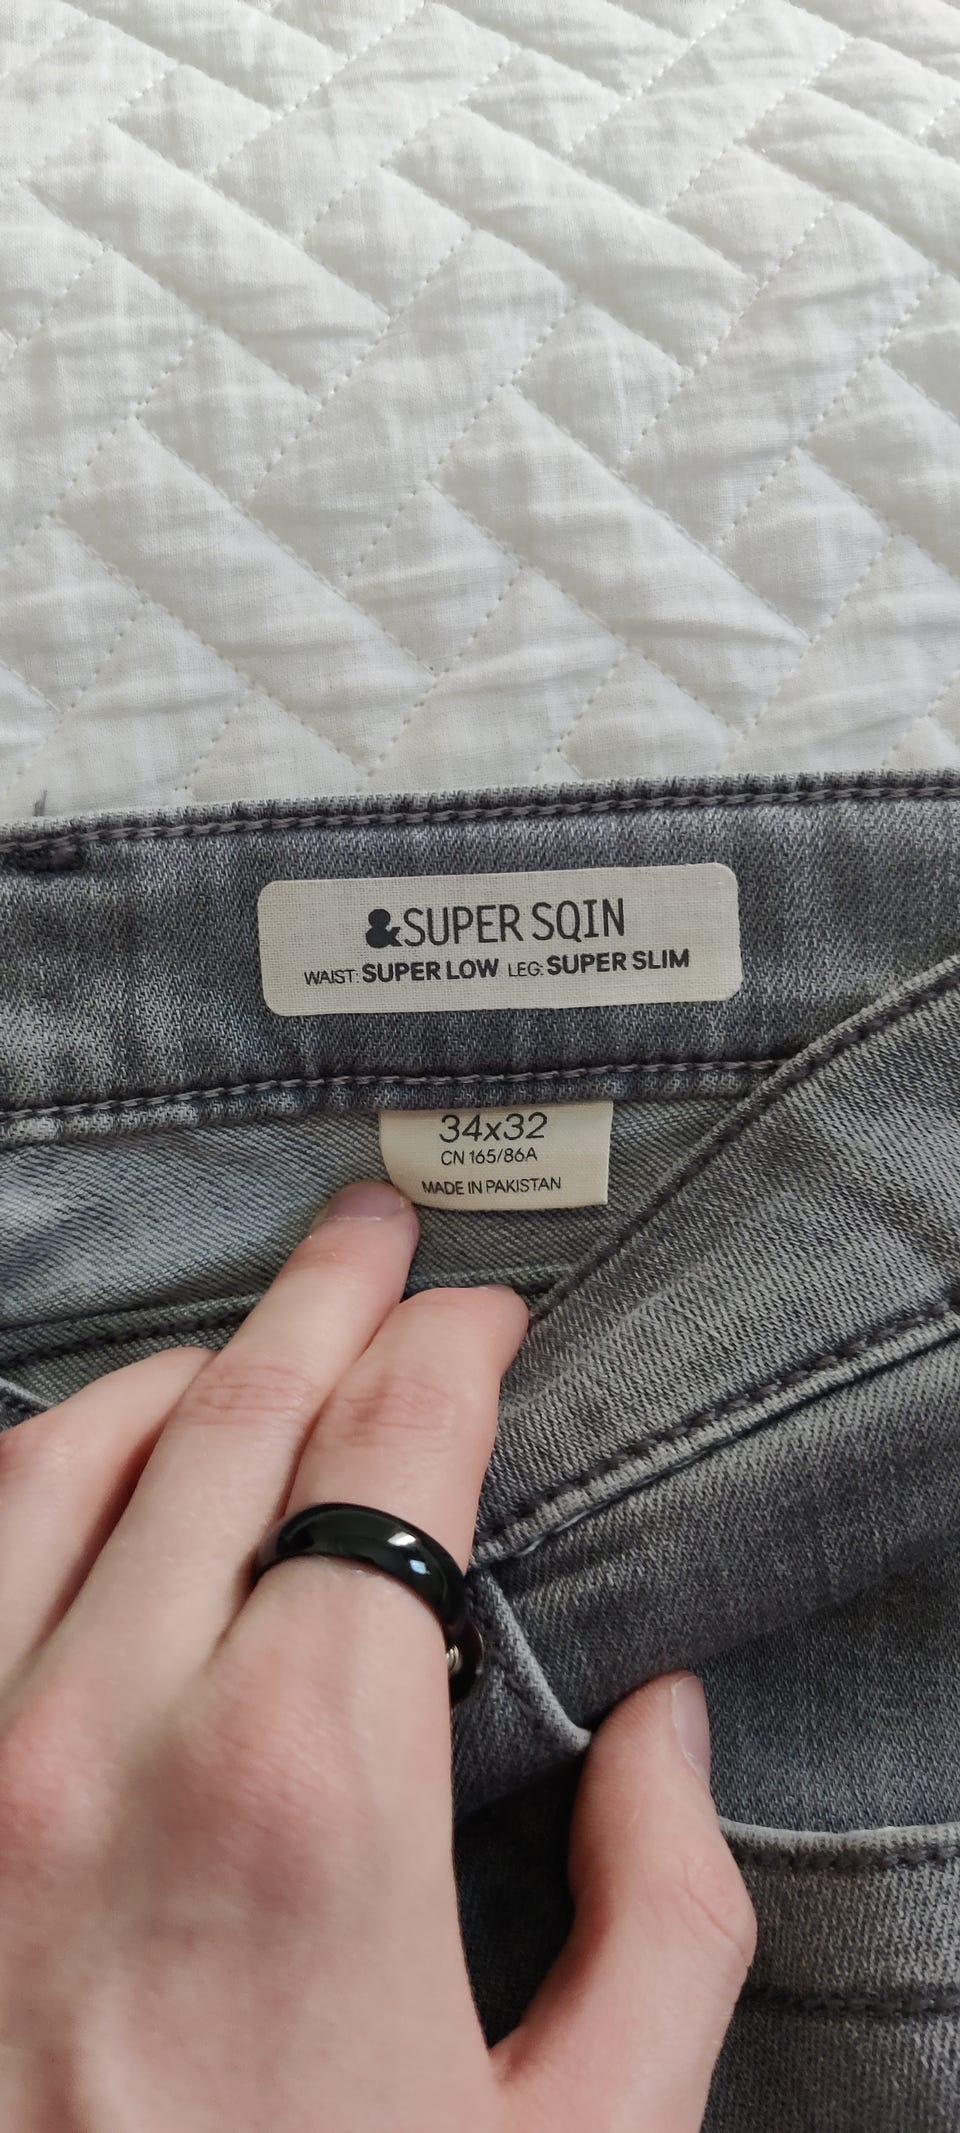 &SUPER SQIN
WAIST: SUPER LOW LEG: SUPER SLIM
34x32
CN 165/86A
MADE IN PAKISTAN